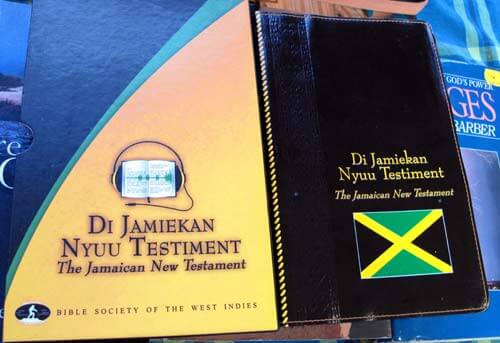 DI JAMIEKAN
NYUU TESTIMENT
The Jamaican New Testament
BIBLE SOCIETY OF THE WEST INDIES
Di Jamiekan
Nyuu Testiment
The Jamaican New Testament
GOD'S POWER
GES
BARBER